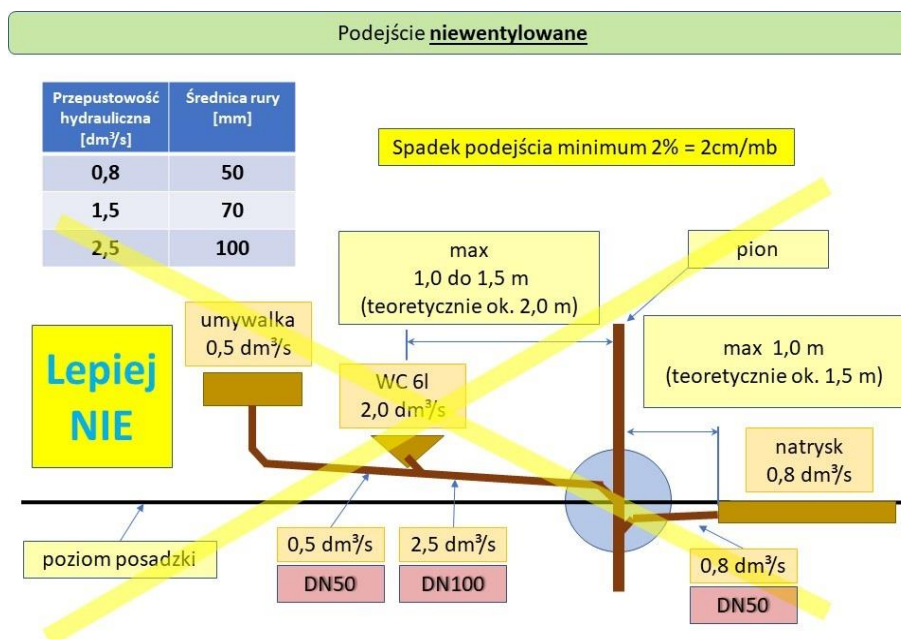 Podejście niewentylowane
Przepustowość
hydrauliczna
[dm³/s]
Średnica rury
[mm]
0,8 50
1,5 70
2,5 100
Spadek podejścia minimum 2% = 2cm/mb
max
1,0 do 1,5 m
(teoretycznie ok. 2,0 m)
pion
umywalka
0,5 dm³/s
Lepiej
NIE
WC 6l
2,0 dm³/s
max 1,0 m
(teoretycznie ok. 1,5 m)
natrysk
0,8 dm³/s
poziom posadzki
0,5 dm³/s
DN50
2,5 dm³/s
DN100
0,8 dm³/s
DN50